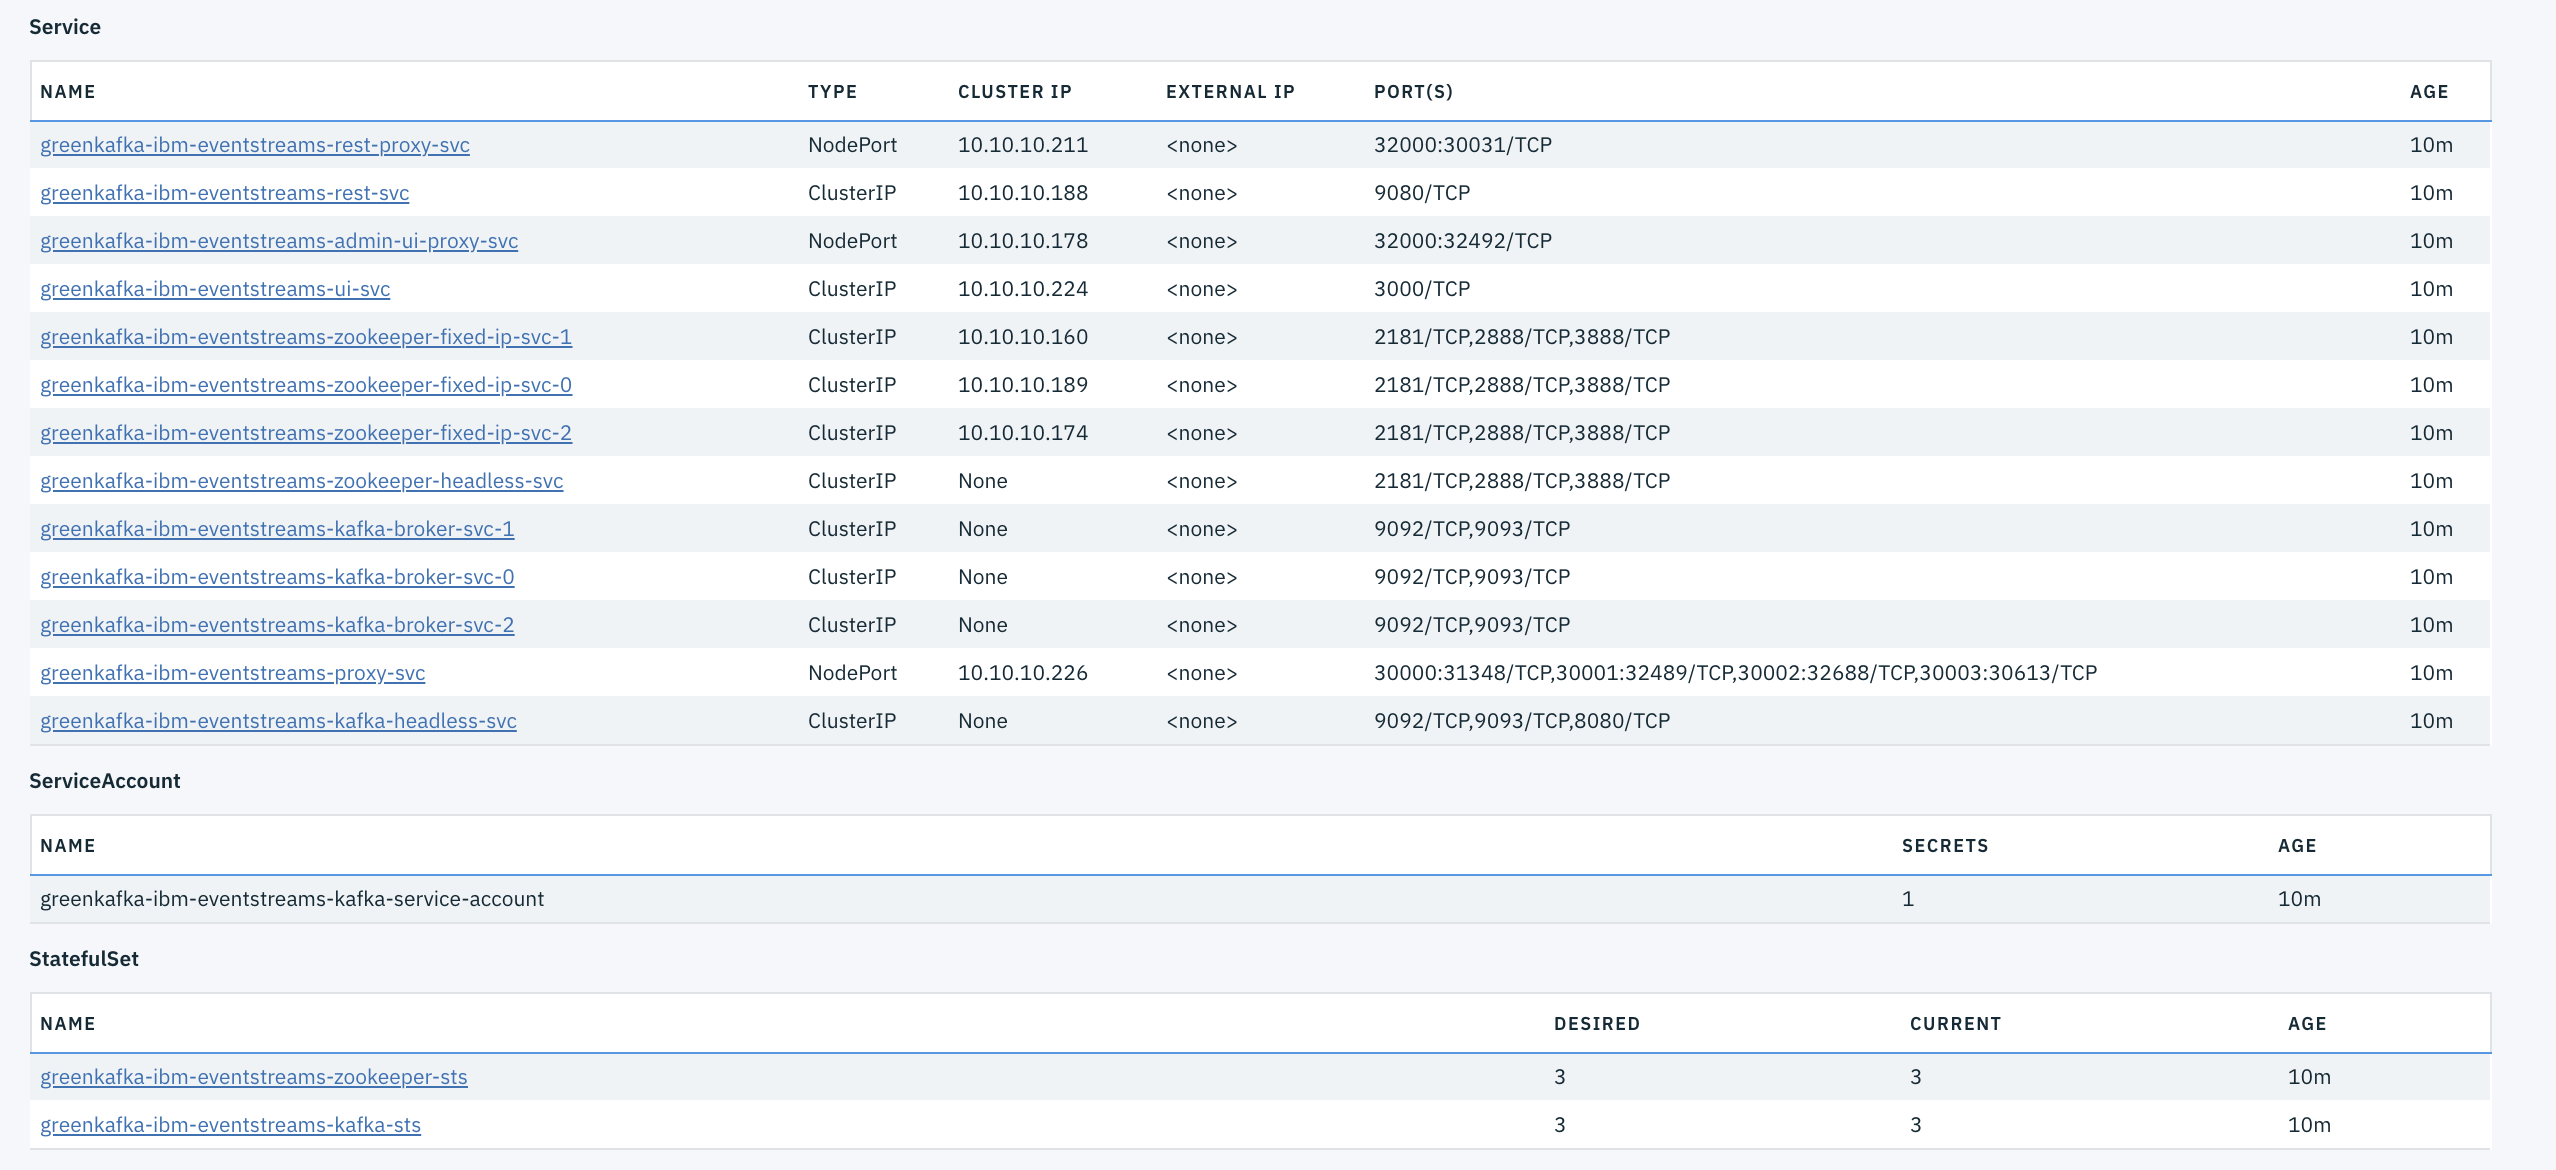 Service
NAME TYPE CLUSTER IP EXTERNAL IP PORT(S) AGE
greenkafka-ibm-eventstreams-rest-proxy-svc NodePort 10.10.10.211 <none> 32000:30031/TCP 10m
greenkafka-ibm-eventstreams-rest-svc ClusterIP 10.10.10.188 <none> 9080/TCP 10m
greenkafka-ibm-eventstreams-admin-ui-proxy-svc NodePort 10.10.10.178 <none> 32000:32492/TCP 10m
greenkafka-ibm-eventstreams-ui-svc ClusterIP 10.10.10.224 <none> 3000/TCP 10m
greenkafka-ibm-eventstreams-zookeeper-fixed-ip-svc-1 ClusterIP 10.10.10.160 <none> 2181/TCP,2888/TCP,3888/TCP 10m
greenkafka-ibm-eventstreams-zookeeper-fixed-ip-svc-0 ClusterIP 10.10.10.189 <none> 2181/TCP,2888/TCP,3888/TCP 10m
greenkafka-ibm-eventstreams-zookeeper-fixed-ip-svc-2 ClusterIP 10.10.10.174 <none> 2181/TCP,2888/TCP,3888/TCP 10m
greenkafka-ibm-eventstreams-zookeeper-headless-svc ClusterIP None <none> 2181/TCP,2888/TCP,3888/TCP 10m
greenkafka-ibm-eventstreams-kafka-broker-svc-1 ClusterIP None <none> 9092/TCP,9093/TCP 10m
greenkafka-ibm-eventstreams-kafka-broker-svc-0 ClusterIP None <none> 9092/TCP,9093/TCP 10m
greenkafka-ibm-eventstreams-kafka-broker-svc-2 ClusterIP None <none> 9092/TCP,9093/TCP 10m
greenkafka-ibm-eventstreams-proxy-svc NodePort 10.10.10.226 <none> 30000:31348/TCP,30001:32489/TCP,30002:32688/TCP,30003:30613/TCP 10m
greenkafka-ibm-eventstreams-kafka-headless-svc ClusterIP None <none> 9092/TCP,9093/TCP,8080/TCP 10m
ServiceAccount
NAME SECRETS AGE
greenkafka-ibm-eventstreams-kafka-service-account 1 10m
StatefulSet
NAME DESIRED CURRENT AGE
greenkafka-ibm-eventstreams-zookeeper-sts 3 3 10m
greenkafka-ibm-eventstreams-kafka-sts 3 3 10m